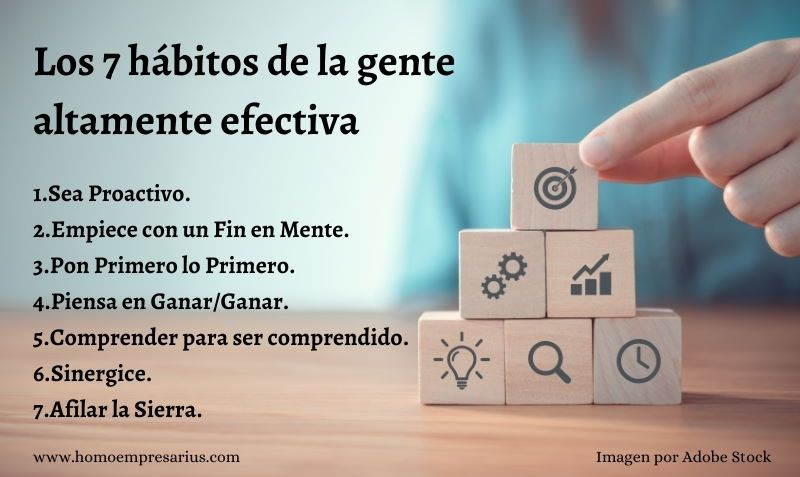 Los 7 hábitos de la gente
altamente efectiva
1.Sea Proactivo.
2.Empiece con un Fin en Mente.
3.Pon Primero lo Primero.
4.Piensa en Ganar/Ganar.
5.Comprender para ser comprendido.
6.Sinergice.
7.Afilar la Sierra.
www.homoempresarius.com
Imagen por Adobe Stock